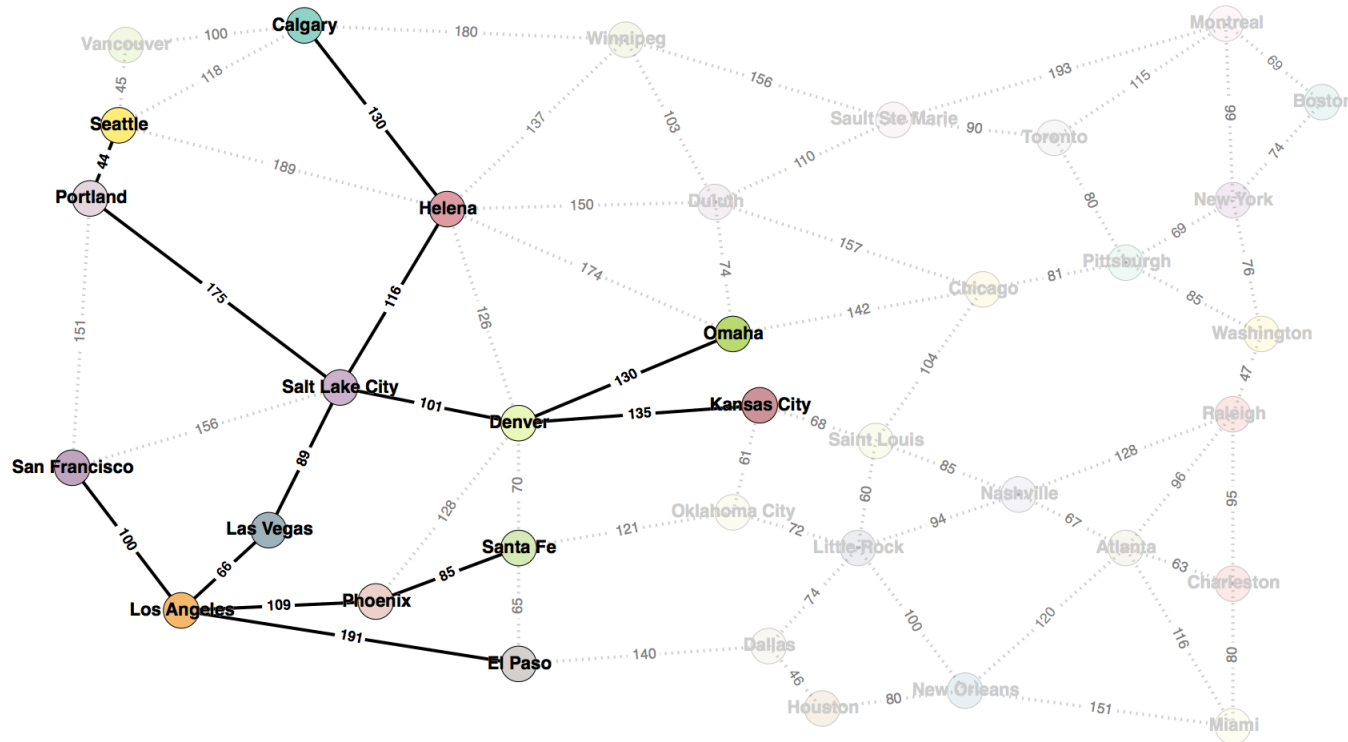 Calgary
Montreal
Vancouver
100
180
Winnipeg
118
156
193
115
69
45
Boston
Seattle
130
137
103
Sault Ste Marie
90
Toronto
66
74
44
189
110
Portland
Helena
150
Duluth
80
New York
69
175
116
174
74
157
Pittsburgh
81
76
151
126
Chicago
85
142
Omaha
Washington
130
104
47
Salt Lake City
101
135
Kansas City
Denver
68
Raleigh
156
89
Saint Louis
128
San Francisco
61
85
70
96
128
60
Nashville
95
Oklahoma City
100
Las Vegas
121
72
94
67
66
Santa Fe
Little Rock
Atlanta
63
85
Charleston
Los Angeles
109
Phoenix
65
74
100
120
116
191
140
Dallas
80
El Paso
46
New Orleans
80
151
Houston
Miami